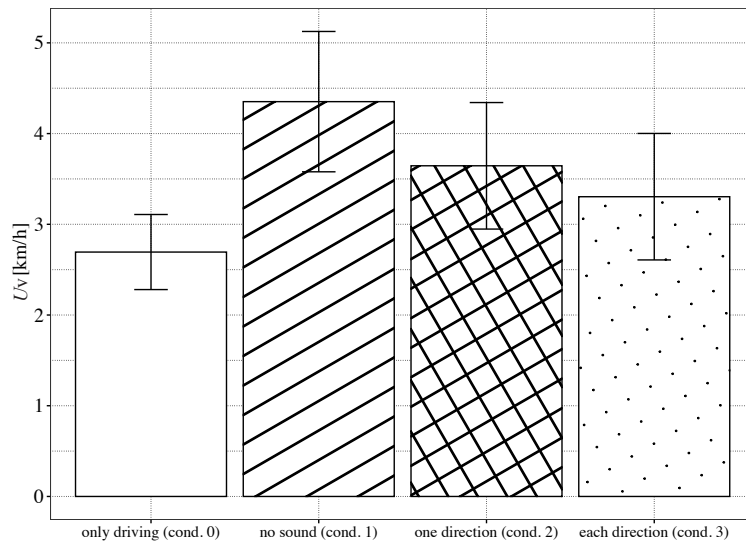 5
4
3
2
1
0
Uv [km/h]
only driving (cond. 0)
no sound (cond. 1)
one direction (cond. 2)
each direction (cond. 3)